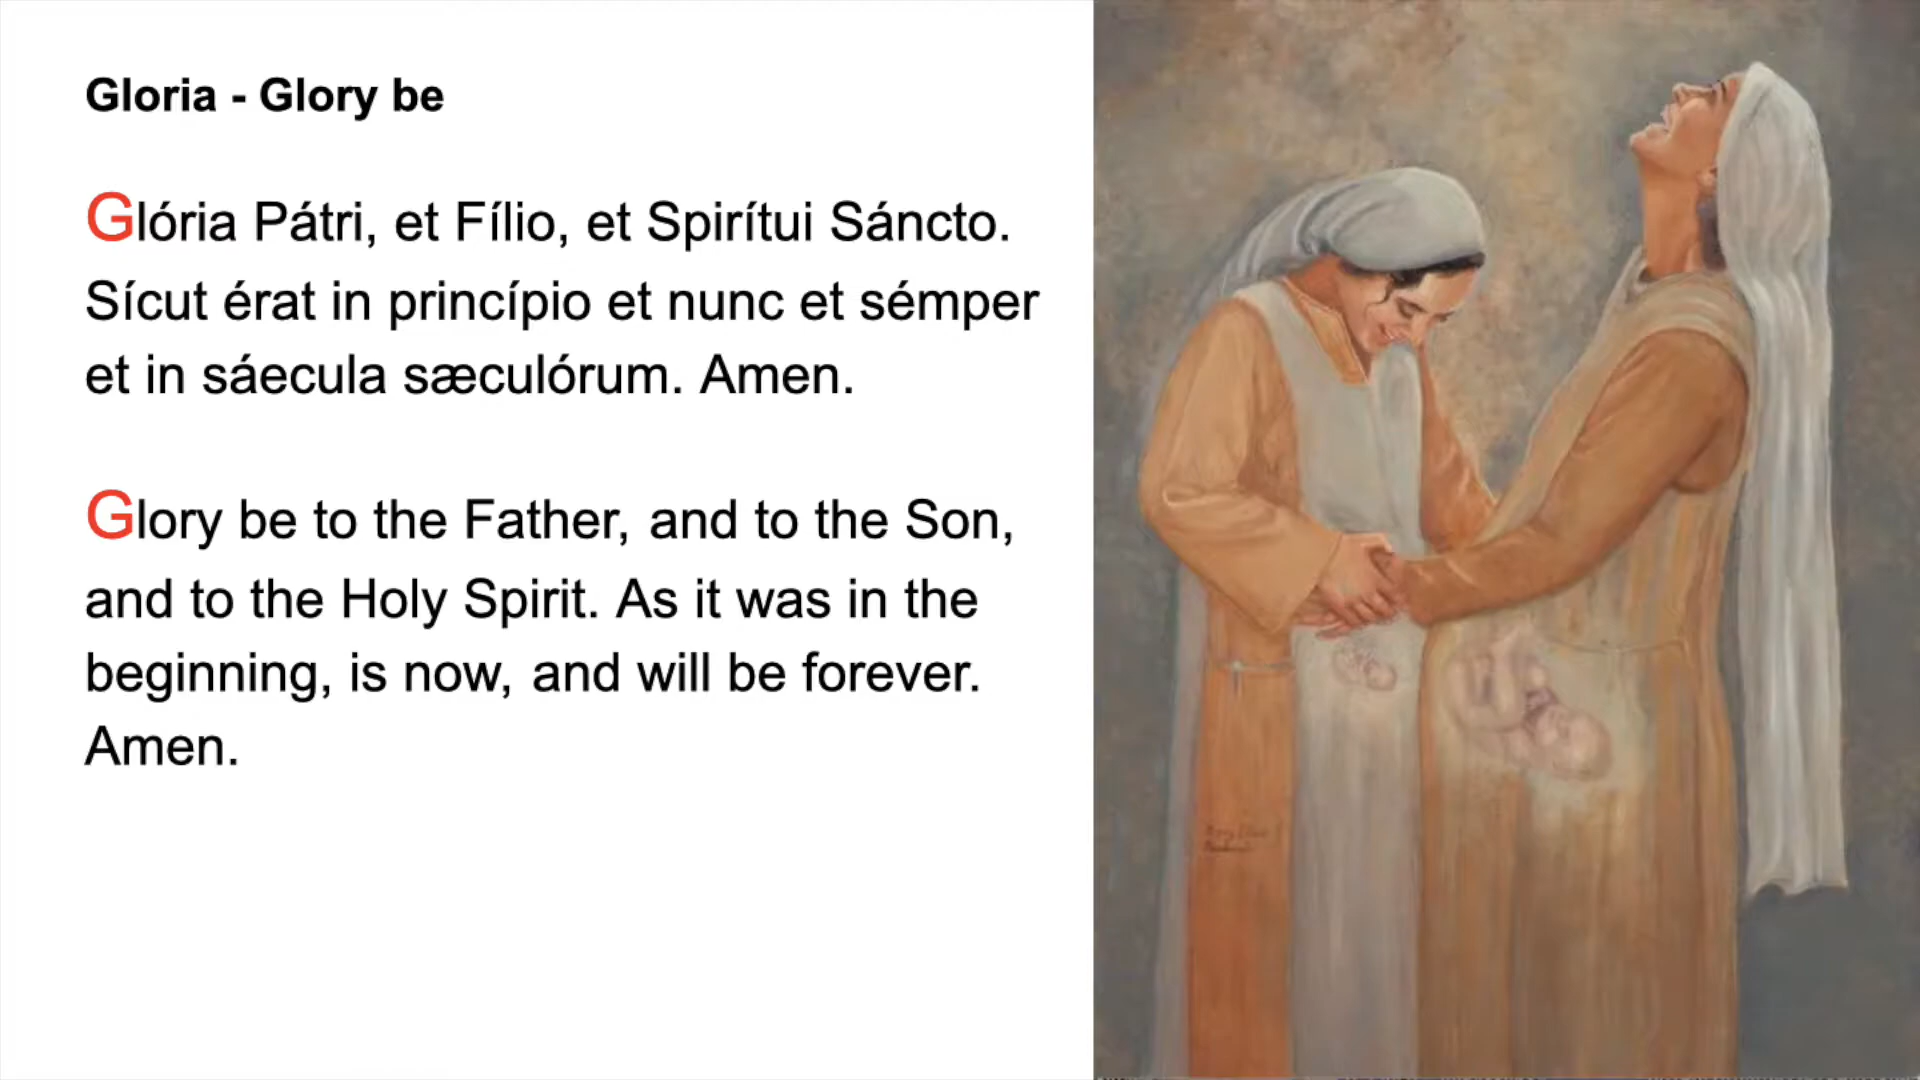 Gloria - Glory be
Glória Pátri, et Fílio, et Spirítui Sáncto.
Sícut érat in princípio et nunc et sémper
et in sáecula sæculórum. Amen.
Glory be to the Father, and to the Son,
and to the Holy Spirit. As it was in the
beginning, is now, and will be forever.
Amen.